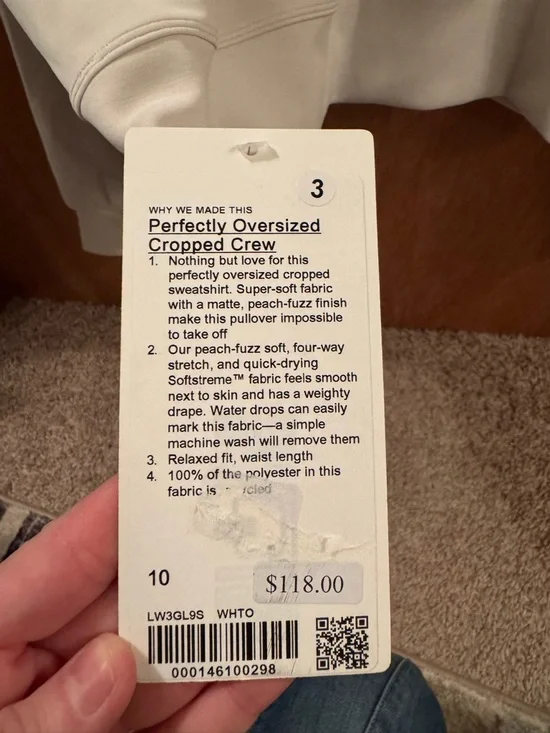 3
WHY WE MADE THIS
Perfectly Oversized
Cropped Crew
1. Nothing but love for this
perfectly oversized cropped
sweatshirt. Super-soft fabric
with a matte, peach-fuzz finish
make this pullover impossible
to take off
2. Our peach-fuzz soft, four-way
stretch, and quick-drying
Softstreme™ fabric feels smooth
next to skin and has a weighty
drape. Water drops can easily
mark this fabric—a simple
machine wash will remove them
3. Relaxed fit, waist length
4. 100% of the polyester in this
fabric is
10
$118.00
LW3GL9S WHTO
000146100298